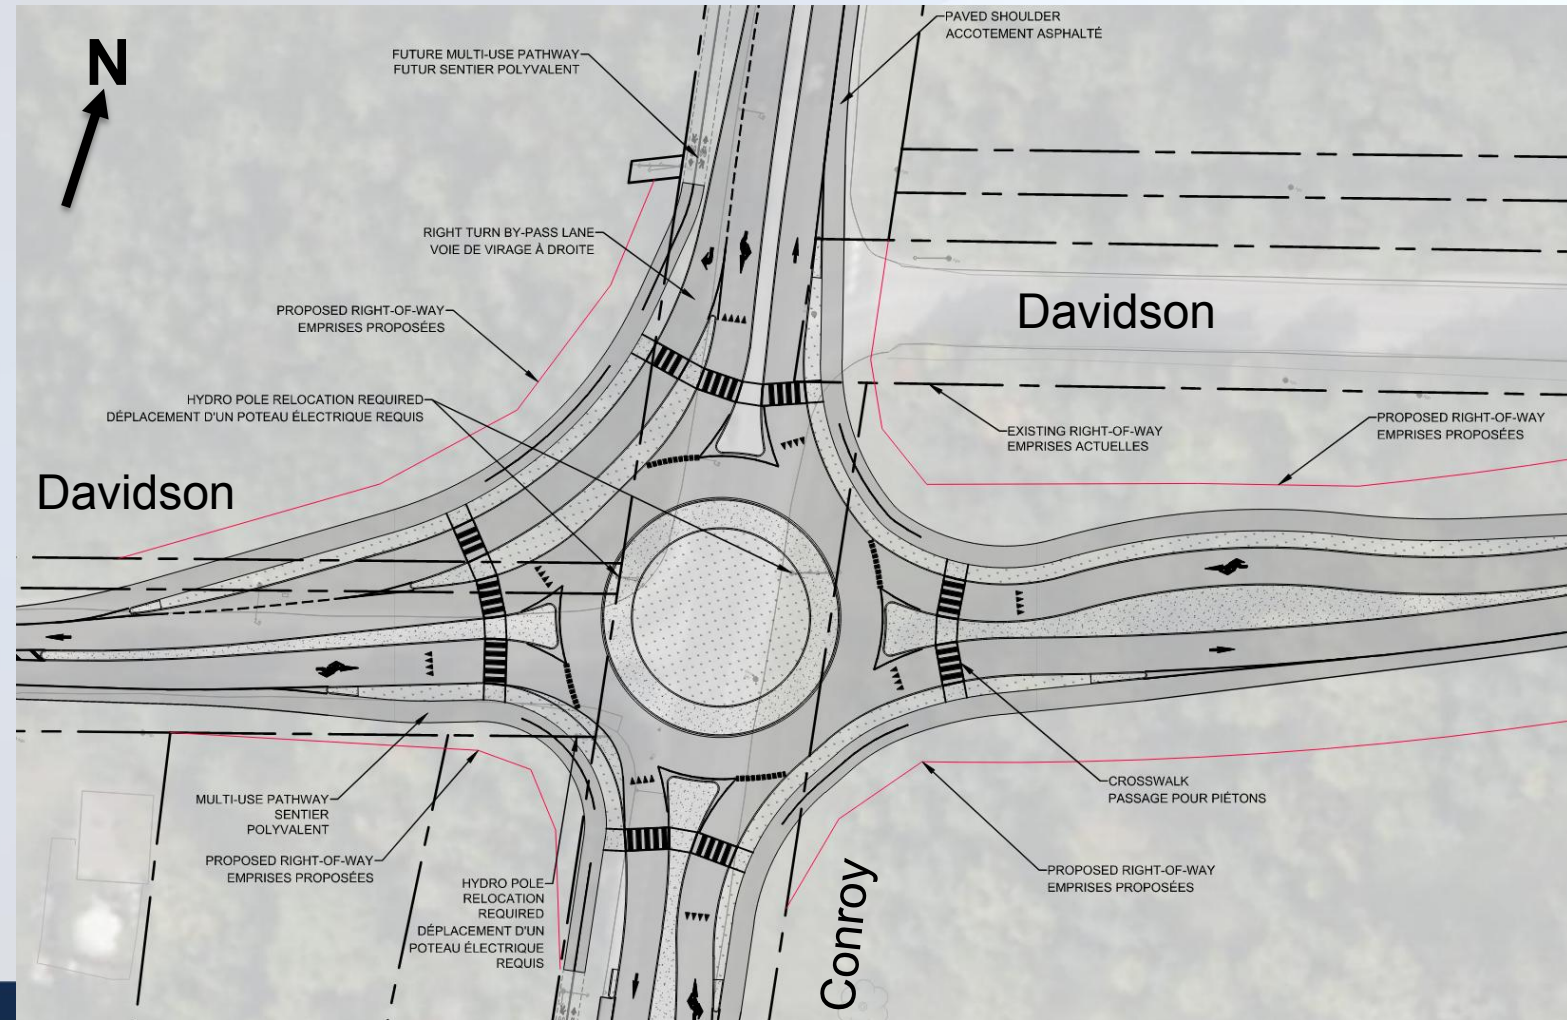 N
PAVED SHOULDER
ACCOTEMENT ASPHALTÉ
FUTURE MULTI-USE PATHWAY
FUTUR SENTIER POLYVALENT
RIGHT TURN BY-PASS LANE
VOIE DE VIRAGE À DROITE
PROPOSED RIGHT-OF-WAY
EMPRISES PROPOSÉES
Davidson
HYDRO POLE RELOCATION REQUIRED
DÉPLACEMENT D'UN POTEAU ÉLECTRIQUE REQUIS
EXISTING RIGHT-OF-WAY
EMPRISES ACTUELLES
PROPOSED RIGHT-OF-WAY
EMPRISES PROPOSÉES
Davidson
CROSSWALK
PASSAGE POUR PIÉTONS
MULTI-USE PATHWAY
SENTIER
POLYVALENT
PROPOSED RIGHT-OF-WAY
EMPRISES PROPOSÉES
HYDRO POLE
RELOCATION
REQUIRED
DÉPLACEMENT D'UN
POTEAU ÉLECTRIQUE
REQUIS
Conroy
PROPOSED RIGHT-OF-WAY
EMPRISES PROPOSÉES